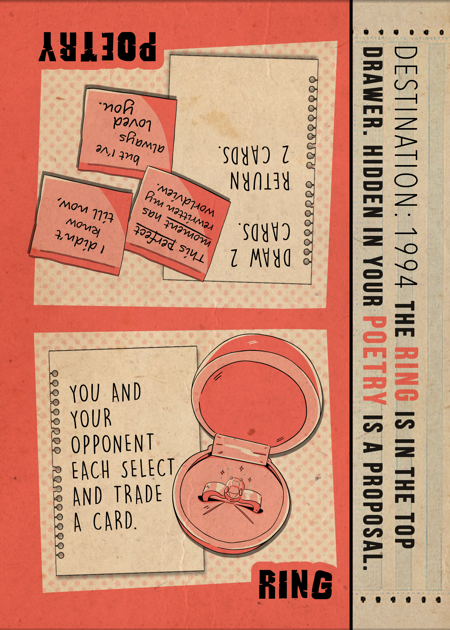 POETRY
DRAW 2
CARDS.
RETURN
2 CARDS.
This perfect
moment has
rewritten my
worldview.
I didn't
know
till now.
but I've
always
loved
you.
DESTINATION: 1994 THE RING IS IN THE TOP
DRAWER. HIDDEN IN YOUR POETRY IS A PROPOSAL.
YOU AND
YOUR
OPPONENT
EACH SELECT
AND TRADE
A CARD.
RING